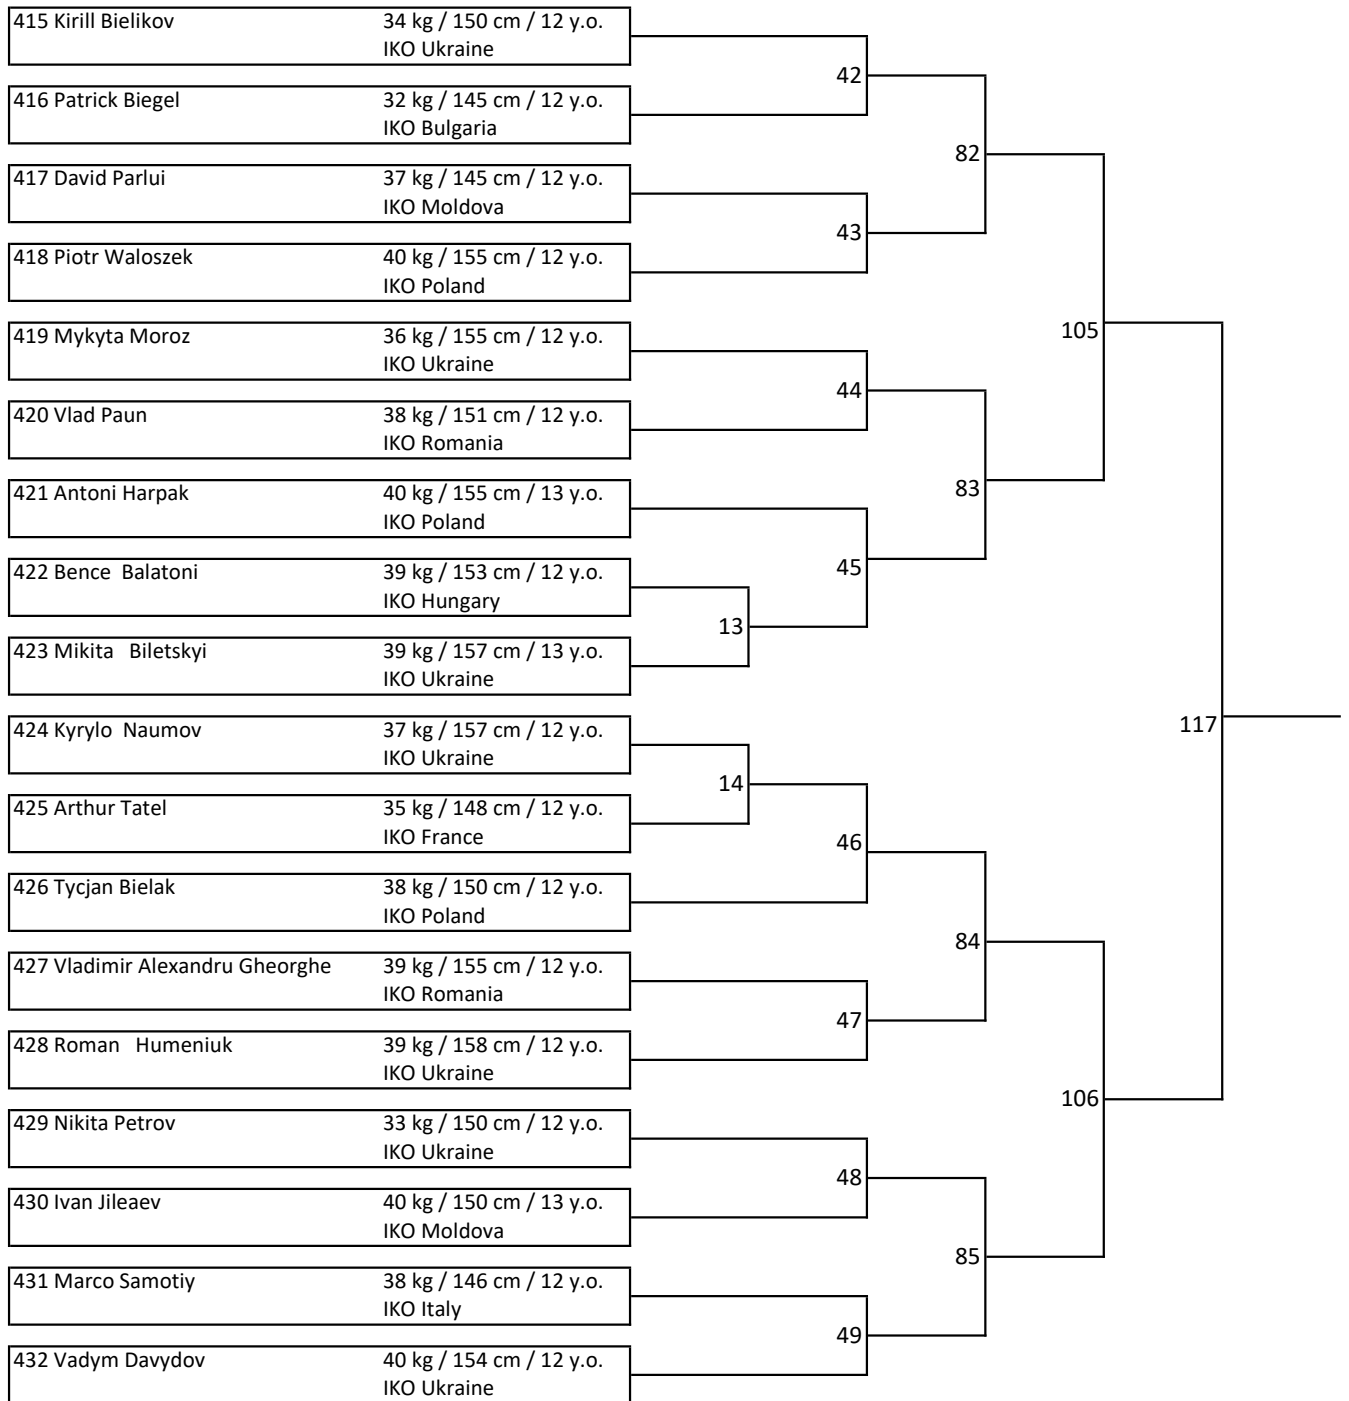 415 Kirill Bielikov 34 kg / 150 cm / 12 y.o.
IKO Ukraine
42
416 Patrick Biegel 32 kg / 145 cm / 12 y.o.
IKO Bulgaria
82
417 David Parlui 37 kg / 145 cm / 12 y.o.
IKO Moldova
43
418 Piotr Waloszek 40 kg / 155 cm / 12 y.o.
IKO Poland
105
419 Mykyta Moroz 36 kg / 155 cm / 12 y.o.
IKO Ukraine
44
420 Vlad Paun 38 kg / 151 cm / 12 y.o.
IKO Romania
83
421 Antoni Harpak 40 kg / 155 cm / 13 y.o.
IKO Poland
45
422 Bence Balatoni 39 kg / 153 cm / 12 y.o.
IKO Hungary
13
423 Mikita Biletskyi 39 kg / 157 cm / 13 y.o.
IKO Ukraine
117
424 Kyrylo Naumov 37 kg / 157 cm / 12 y.o.
IKO Ukraine
14
425 Arthur Tatel 35 kg / 148 cm / 12 y.o.
IKO France
46
426 Tycjan Bielak 38 kg / 150 cm / 12 y.o.
IKO Poland
84
427 Vladimir Alexandru Gheorghe 39 kg / 155 cm / 12 y.o.
IKO Romania
47
428 Roman Humeniuk 39 kg / 158 cm / 12 y.o.
IKO Ukraine
106
429 Nikita Petrov 33 kg / 150 cm / 12 y.o.
IKO Ukraine
48
430 Ivan Jileaev 40 kg / 150 cm / 13 y.o.
IKO Moldova
85
431 Marco Samotiy 38 kg / 146 cm / 12 y.o.
IKO Italy
49
432 Vadym Davydov 40 kg / 154 cm / 12 y.o.
IKO Ukraine